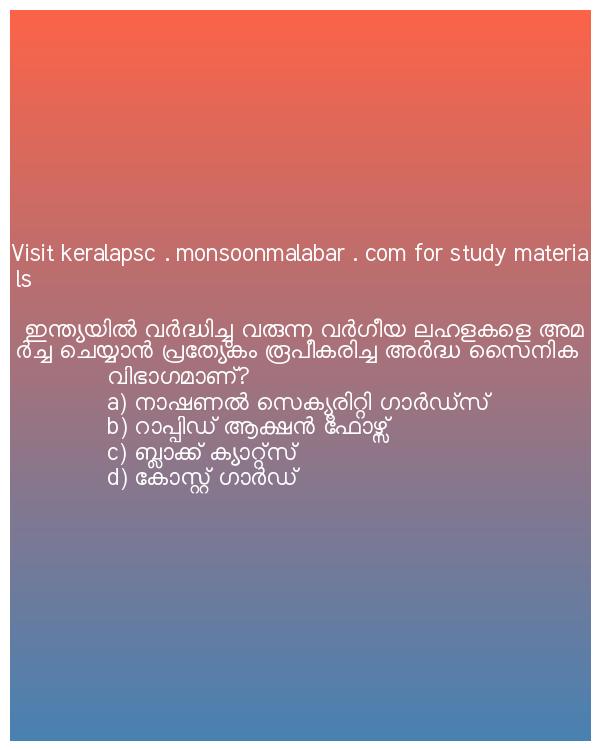 Visit keralapsc . monsoonmalabar . com for study materia
ls
ഇന്ത്യയിൽ വർദ്ധിച്ചു വരുന്ന വർഗീയ ലഹളകളെ അമ
ർച്ച ചെയ്യാൻ പ്രത്യേകം രൂപീകരിച്ച അർദ്ധ സൈനിക
വിഭാഗമാണ്?
a) നാഷണൽ സെക്യൂരിറ്റി ഗാർഡ്സ്
b) റാപ്പിഡ് ആക്ഷൻ ഫോഴ്സ്
c) ബ്ലാക്ക് ക്യാറ്റ്സ്
d) കോസ്റ്റ് ഗാർഡ്